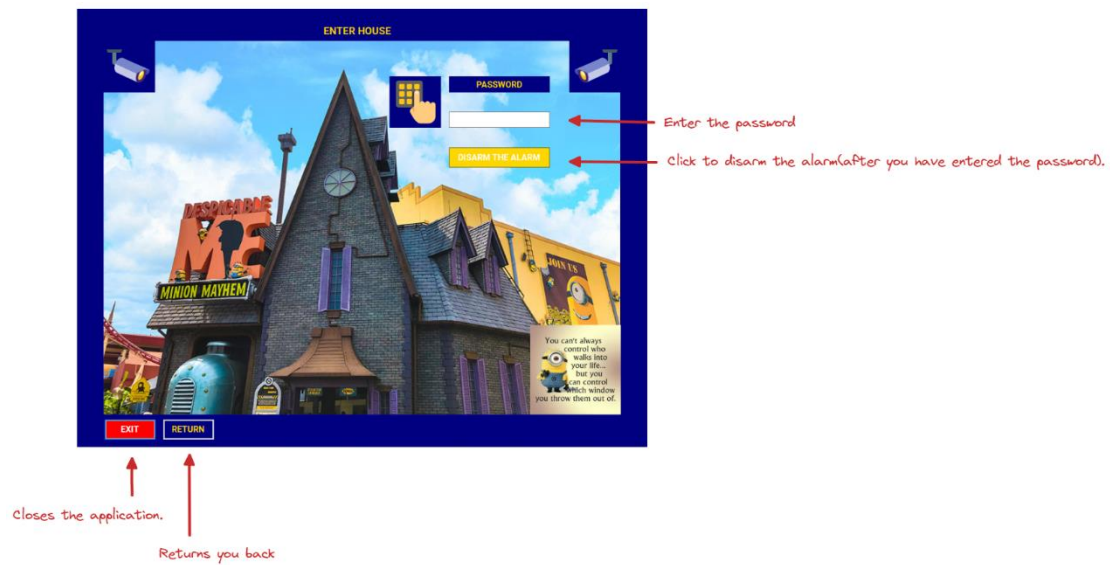 ENTER HOUSE
PASSWORD
Enter the password
DISARM THE ALARM
Click to disarm the alarm(after you have entered the password).
DESPICABLE
ME
MINION MAYHEM
JOIN US
You can't always
control who
walks into
your life...
but you
can control
which window
you throw them out of.
EXIT
RETURN
Closes the application.
Returns you back